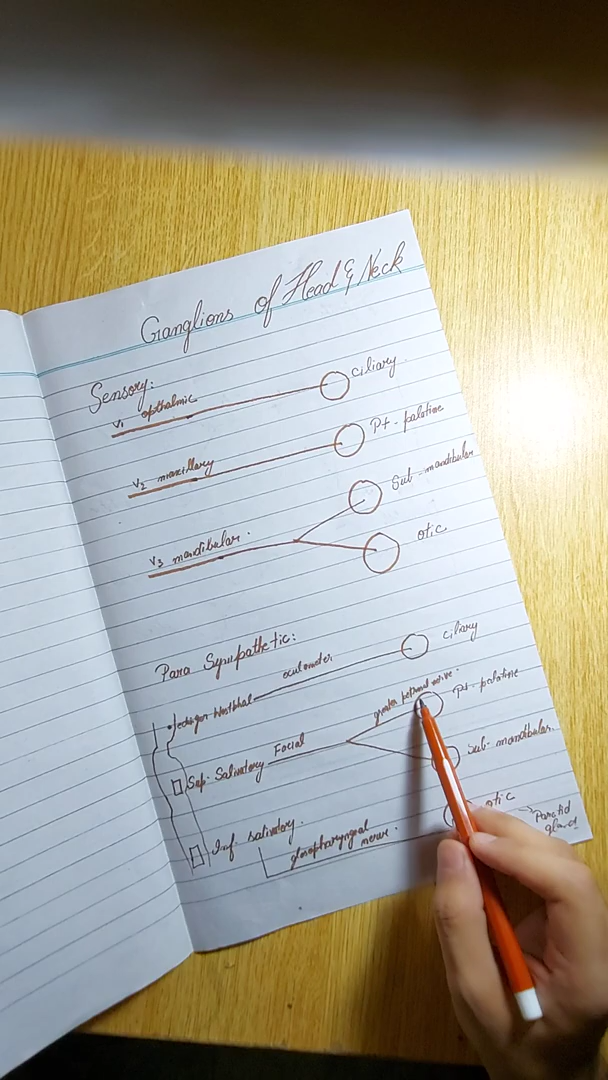 Ganglions of Head & Neck
Sensory:
V1 opthalmic ciliary
V2 maxillary Pt - palatine
V3 mandibular. Sub - mandibular
otic
Para Sympathetic:
oculomotor ciliary
Westphal
greater petrosal nerve. Pt - palatine
Sup. Salivatory Facial Sub - mandibular.
Inf. salivatory. otic
glossopharyngeal nerve. Parotid gland